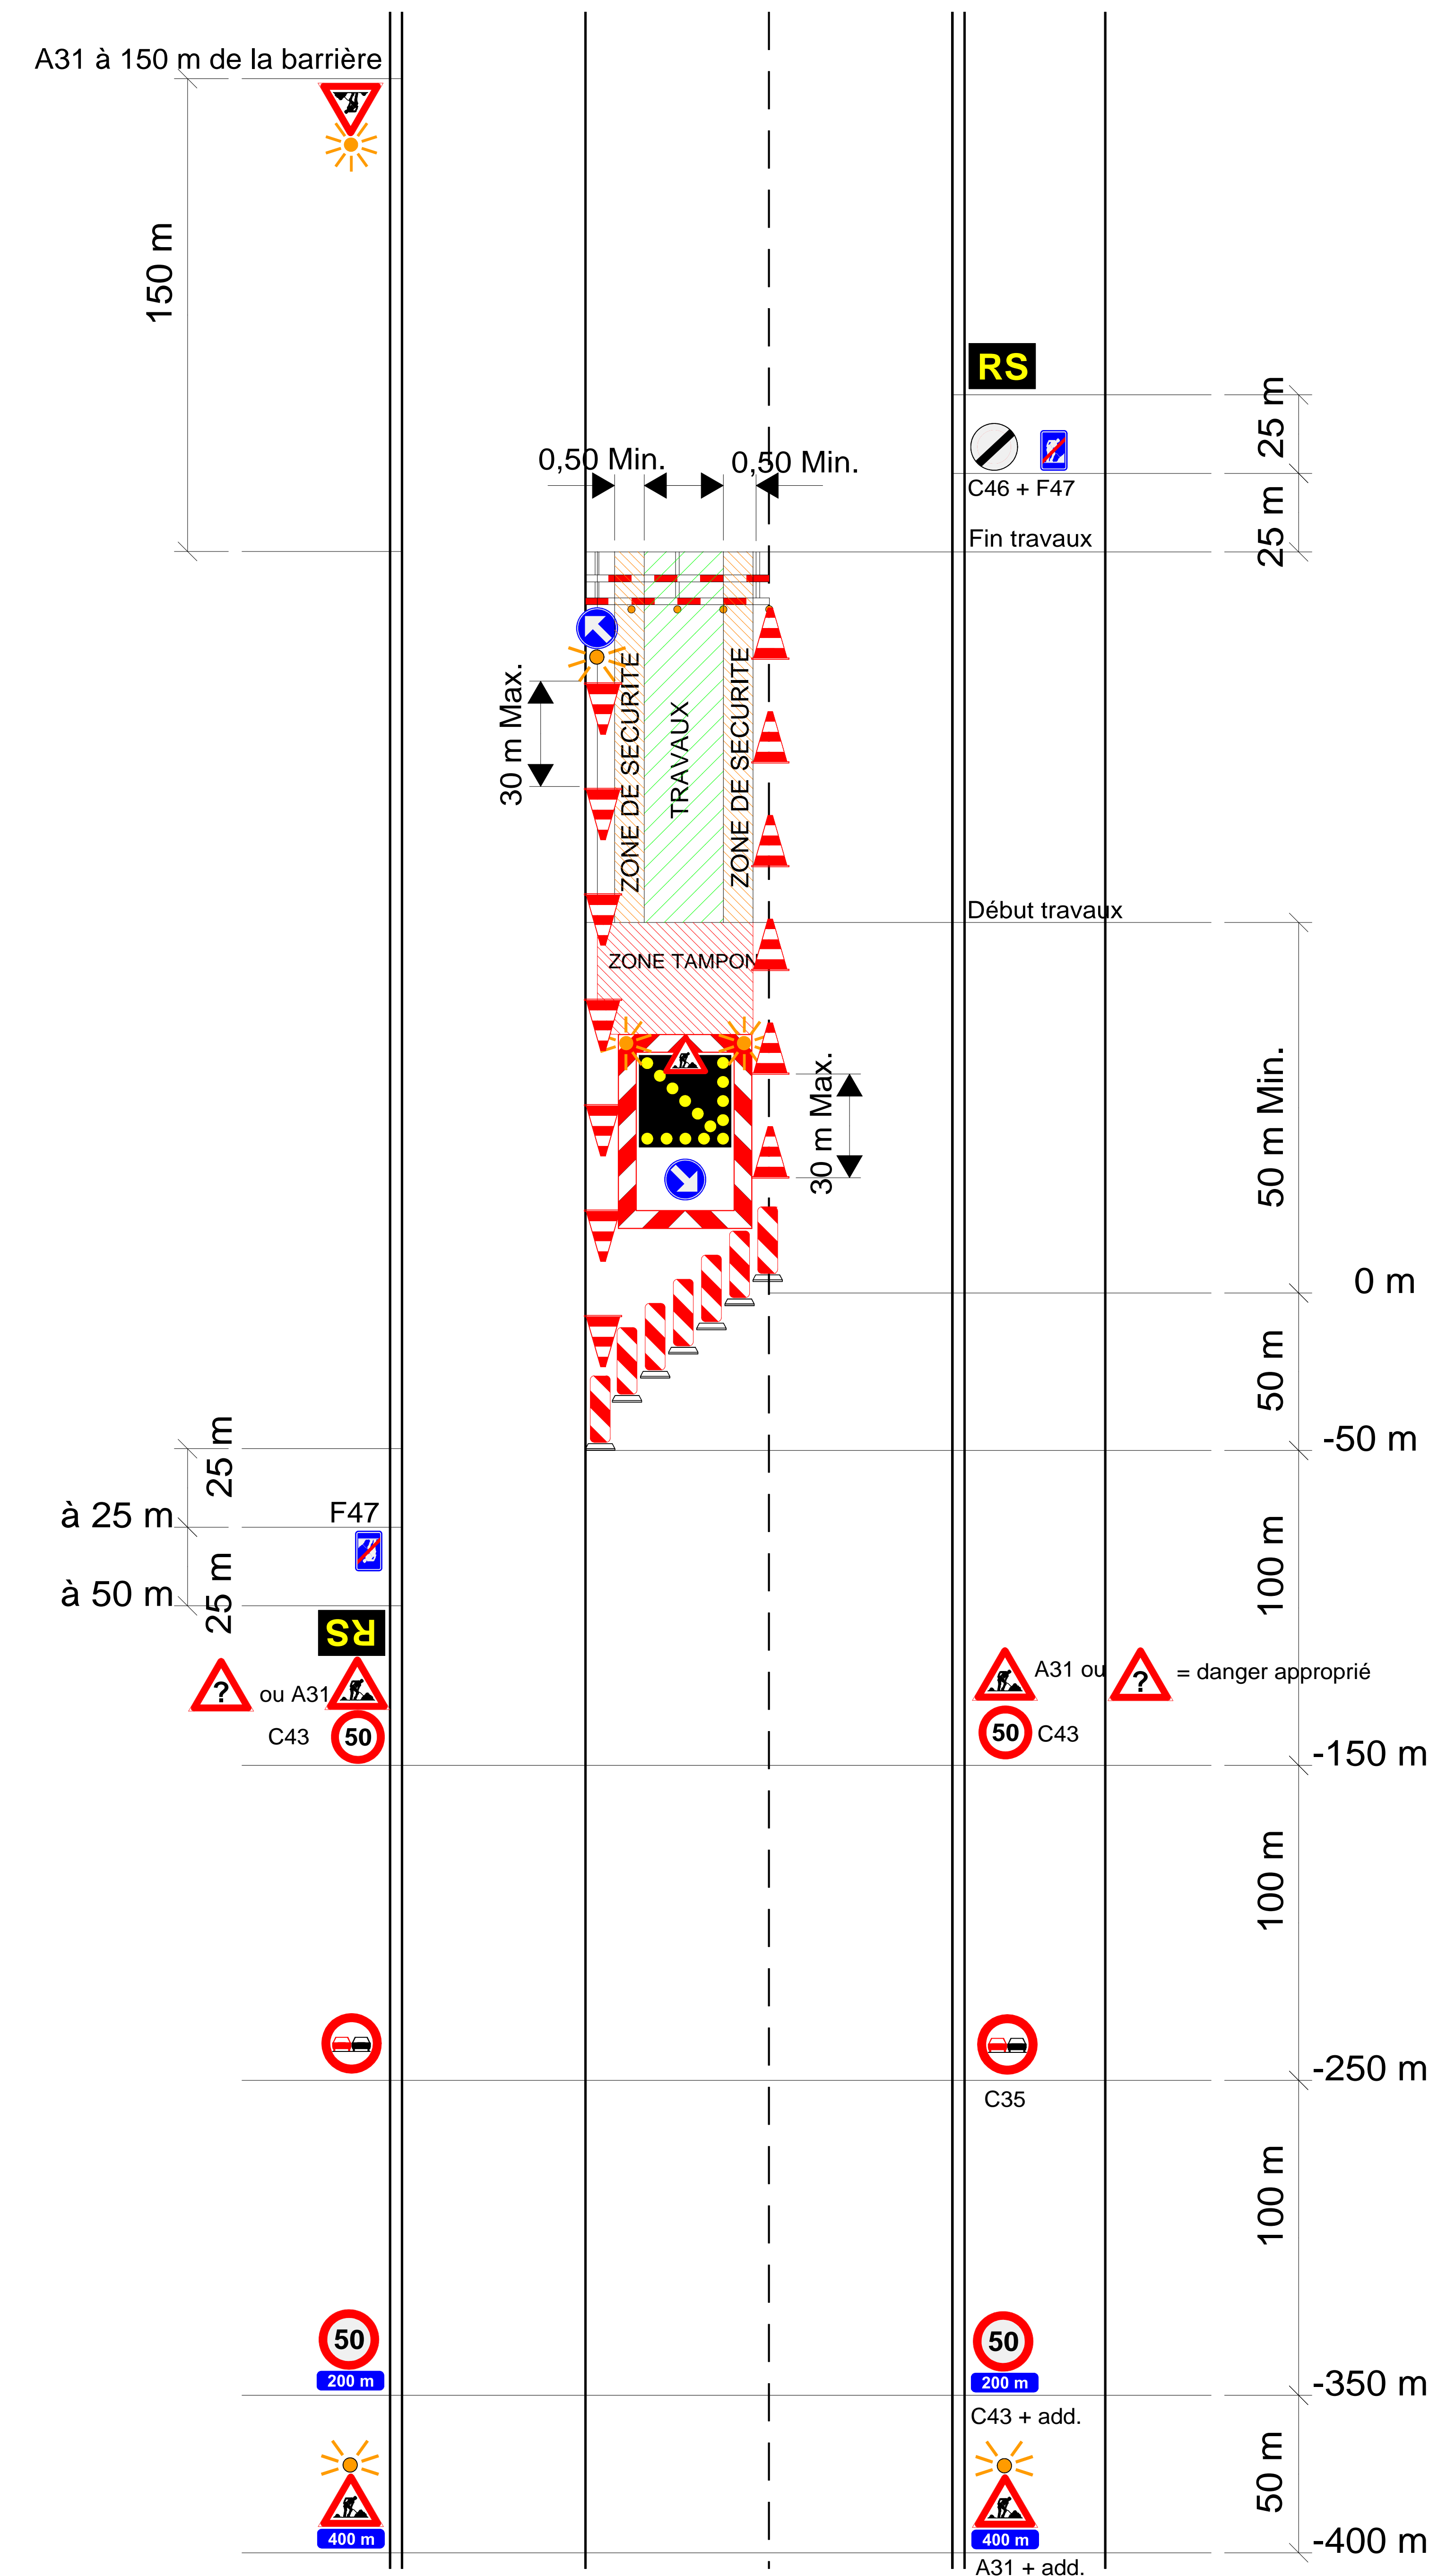 A31 à 150 m de la barrière
150 m
RS
25 m
0,50 Min.
0,50 Min.
C46 + F47
25 m
Fin travaux
30 m Max.
ZONE DE SECURITE
TRAVAUX
ZONE DE SECURITE
Début travaux
ZONE TAMPON
30 m Max.
50 m Min.
0 m
50 m
-50 m
25 m
à 25 m
F47
25 m
à 50 m
100 m
RS
?
ou A31
A31 ou
?
= danger approprié
C43
50
50
C43
-150 m
100 m
-250 m
C35
100 m
50
200 m
50
200 m
-350 m
C43 + add.
50 m
400 m
400 m
-400 m
A31 + add.